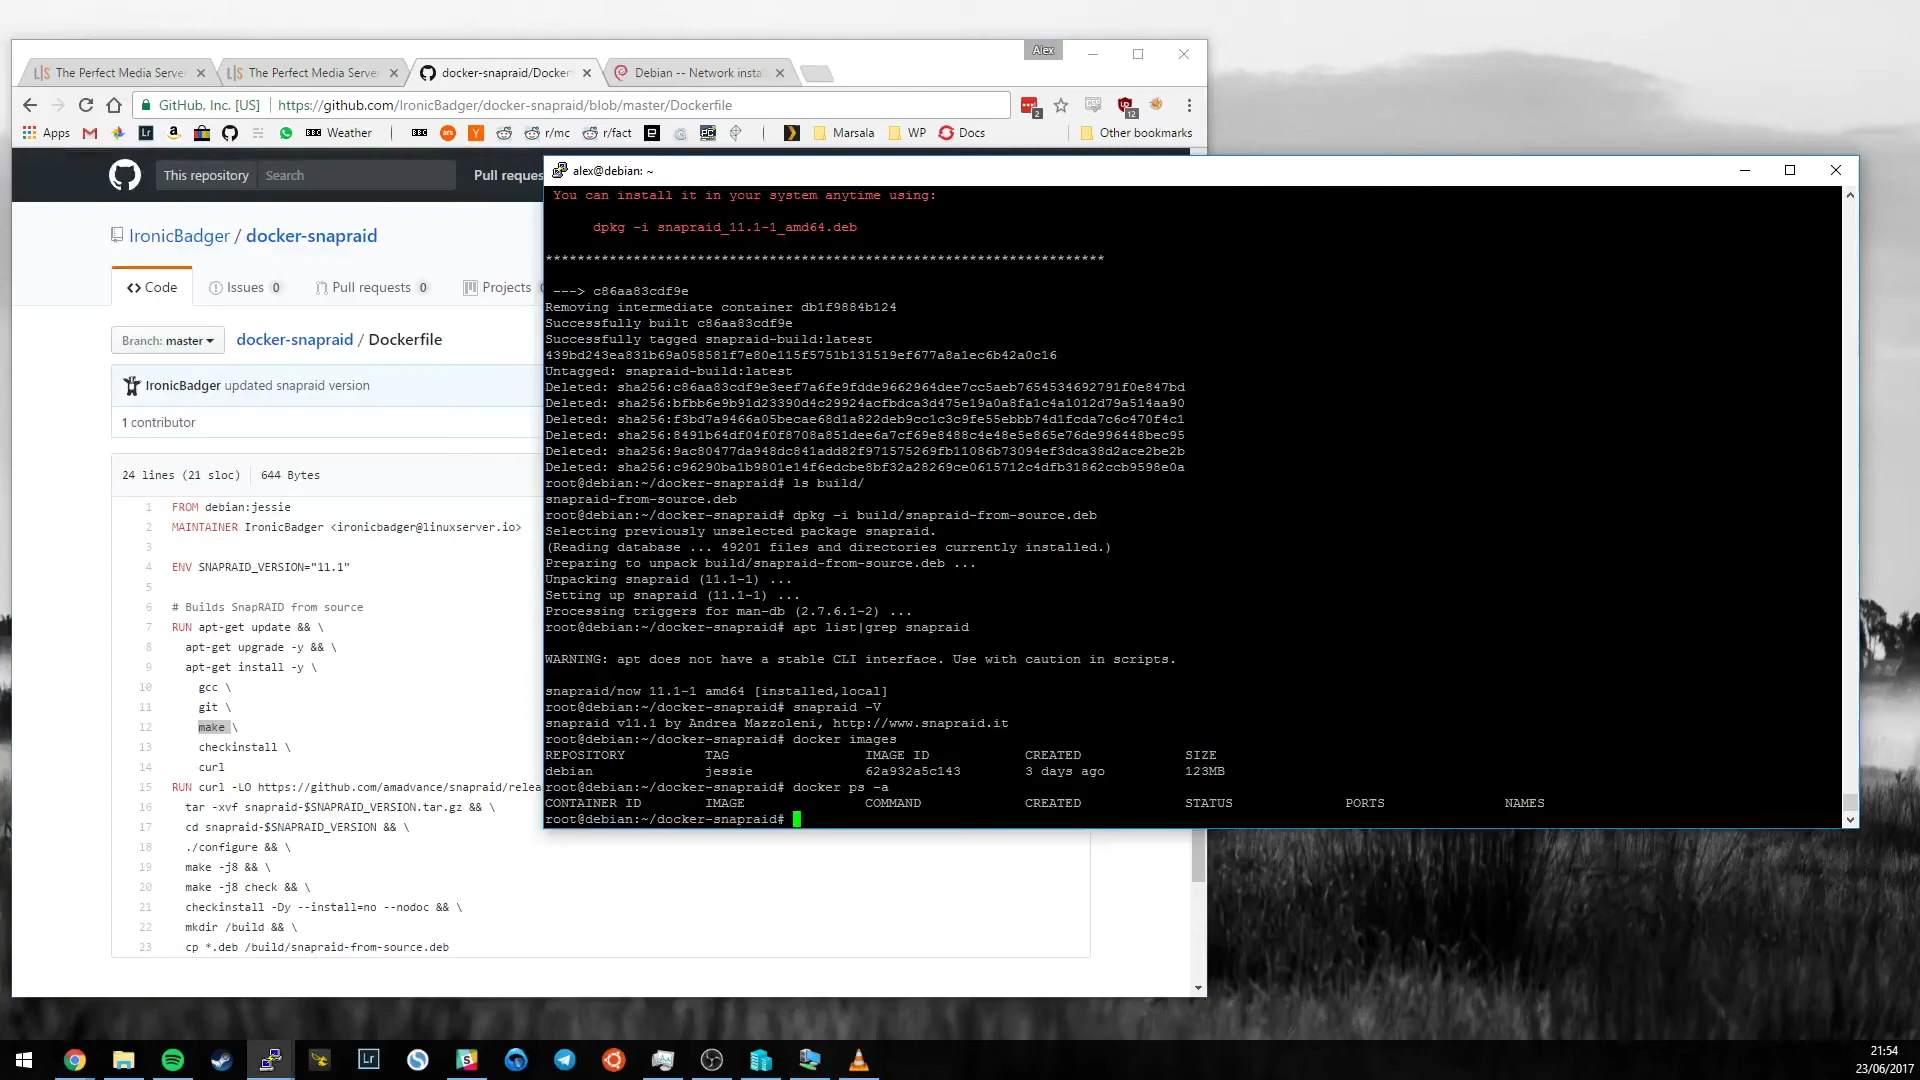 Alex
The Perfect Media Serve
The Perfect Media Serve
docker-snapraid/Docker
Debian -- Network insta
GitHub, Inc. [US]
https://github.com/IronicBadger/docker-snapraid/blob/master/Dockerfile
2
12
Apps
Lr
BBC Weather
BBC
ars
Y
r/mc
r/fact
Marsala
WP
Docs
Other bookmarks
This repository
Search
Pull reques
IronicBadger / docker-snapraid
Code
Issues 0
Pull requests 0
Projects
Branch: master
docker-snapraid / Dockerfile
IronicBadger updated snapraid version
1 contributor
24 lines (21 sloc)
644 Bytes
1 FROM debian:jessie
2 MAINTAINER IronicBadger <ironicbadger@linuxserver.io>
3
4 ENV SNAPRAID_VERSION="11.1"
5
6 # Builds SnapRAID from source
7 RUN apt-get update && \
8 apt-get upgrade -y && \
9 apt-get install -y \
10 gcc \
11 git \
12 make \
13 checkinstall \
14 curl
15 RUN curl -LO https://github.com/amadvance/snapraid/relea
16 tar -xvf snapraid-$SNAPRAID_VERSION.tar.gz && \
17 cd snapraid-$SNAPRAID_VERSION && \
18 ./configure && \
19 make -j8 && \
20 make -j8 check && \
21 checkinstall -Dy --install=no --nodoc && \
22 mkdir /build && \
23 cp *.deb /build/snapraid-from-source.deb
alex@debian: ~
You can install it in your system anytime using:
dpkg -i snapraid_11.1-1_amd64.deb
**********************************************************************
---> c86aa83cdf9e
Removing intermediate container db1f9884b124
Successfully built c86aa83cdf9e
Successfully tagged snapraid-build:latest
439bd243ea831b69a058581f7e80e115f5751b131519ef677a8a1ec6b42a0c16
Untagged: snapraid-build:latest
Deleted: sha256:c86aa83cdf9e3eef7a6fe9fdde9662964dee7cc5aeb7654534692791f0e847bd
Deleted: sha256:bfbb6e9b91d23390d4c29924acfbdca3d475e19a0a8fa1c4a1012d79a514aa90
Deleted: sha256:f3bd7a9466a05becae68d1a822deb9cc1c3c9fe55ebbb74d1fcda7c6c470f4c1
Deleted: sha256:8491b64df04f0f8708a851dee6a7cf69e8488c4e48e5e865e76de996448bec95
Deleted: sha256:9ac80477da948dc841add82f971575269fb11086b73094ef3dca38d2ace2be2b
Deleted: sha256:c96290ba1b9801e14f6edcbe8bf32a28269ce0615712c4dfb31862ccb9598e0a
root@debian:~/docker-snapraid# ls build/
snapraid-from-source.deb
root@debian:~/docker-snapraid# dpkg -i build/snapraid-from-source.deb
Selecting previously unselected package snapraid.
(Reading database ... 49201 files and directories currently installed.)
Preparing to unpack build/snapraid-from-source.deb ...
Unpacking snapraid (11.1-1) ...
Setting up snapraid (11.1-1) ...
Processing triggers for man-db (2.7.6.1-2) ...
root@debian:~/docker-snapraid# apt list|grep snapraid
WARNING: apt does not have a stable CLI interface. Use with caution in scripts.
snapraid/now 11.1-1 amd64 [installed,local]
root@debian:~/docker-snapraid# snapraid -V
snapraid v11.1 by Andrea Mazzoleni, http://www.snapraid.it
root@debian:~/docker-snapraid# docker images
REPOSITORY TAG IMAGE ID CREATED SIZE
debian jessie 62a932a5c143 3 days ago 123MB
root@debian:~/docker-snapraid# docker ps -a
CONTAINER ID IMAGE COMMAND CREATED STATUS PORTS NAMES
root@debian:~/docker-snapraid#
Lr
21:54
23/06/2017